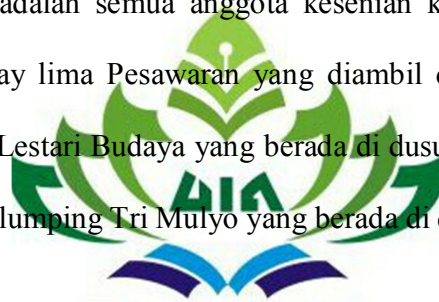 adalah semua anggota kesenian k
ay lima Pesawaran yang diambil
Lestari Budaya yang berada di dusu
UIN
lumping Tri Mulyo yang berada di